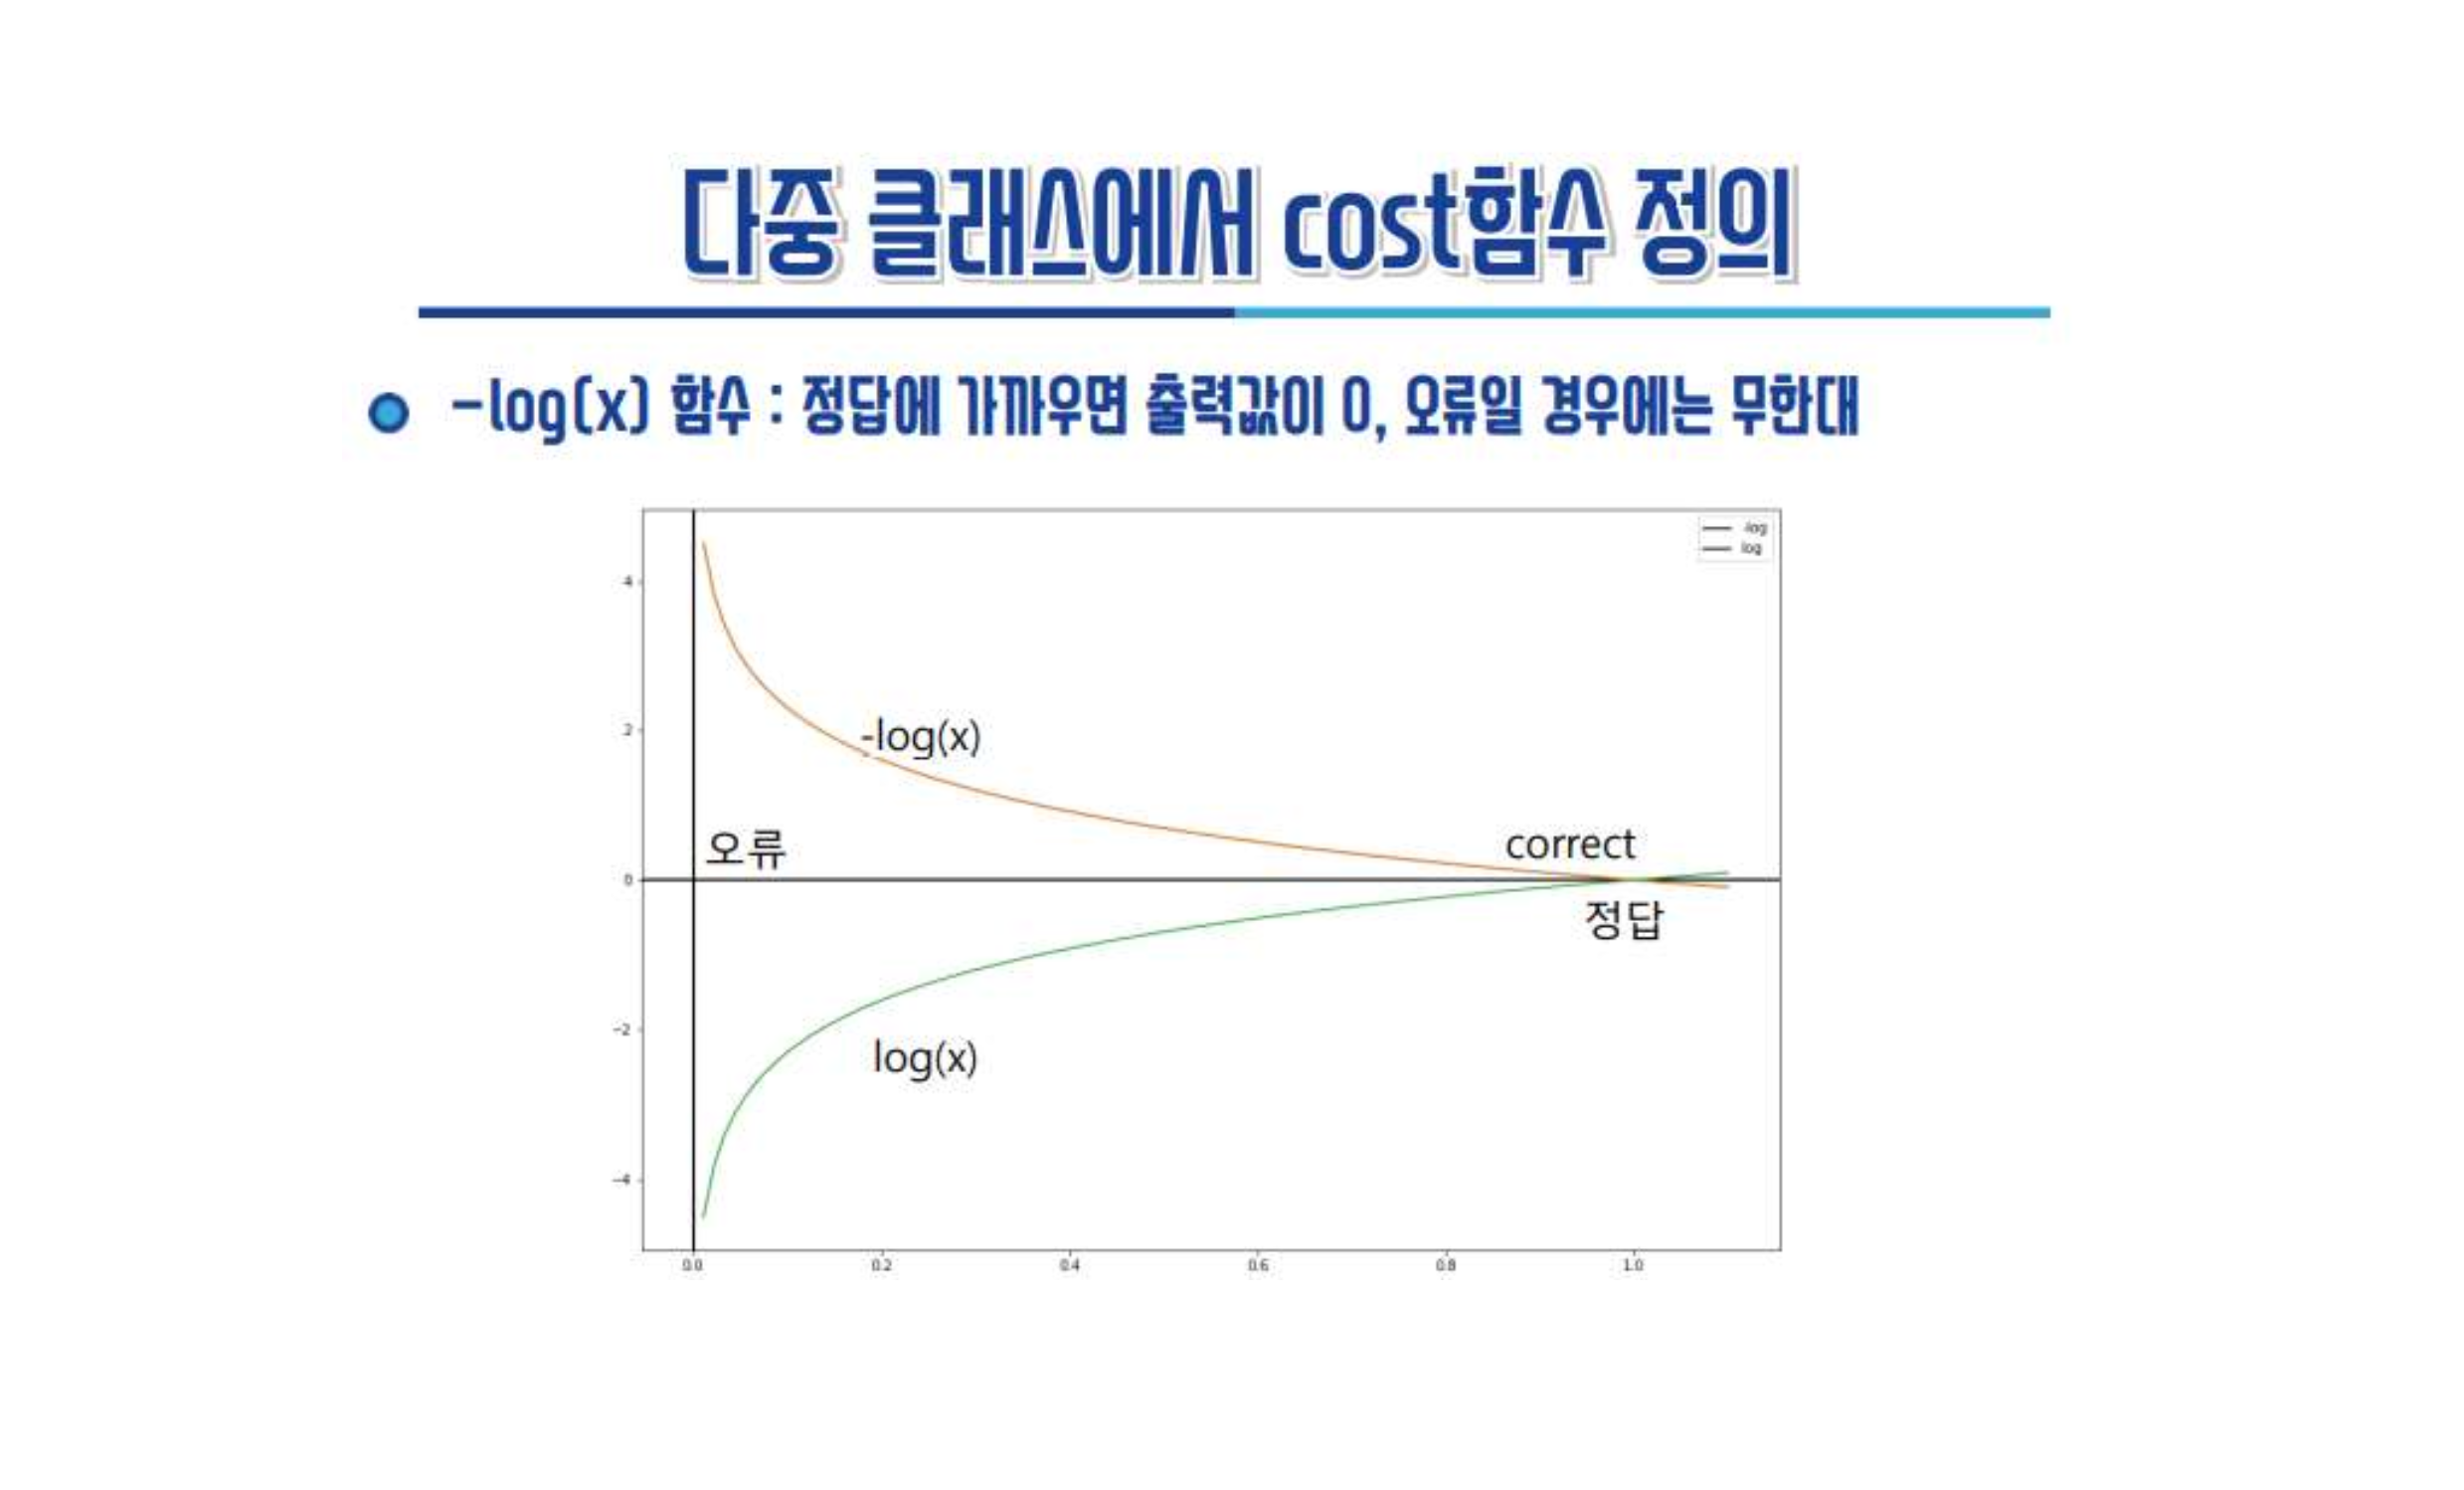 다중 클래스에서 cost함수 정의
-log(x) 함수 : 정답에 가까우면 출력값이 0, 오류일 경우에는 무한대
-log
log
4
2
-log(x)
오류
correct
0
정답
-2
log(x)
-4
0.0 0.2 0.4 0.6 0.8 1.0